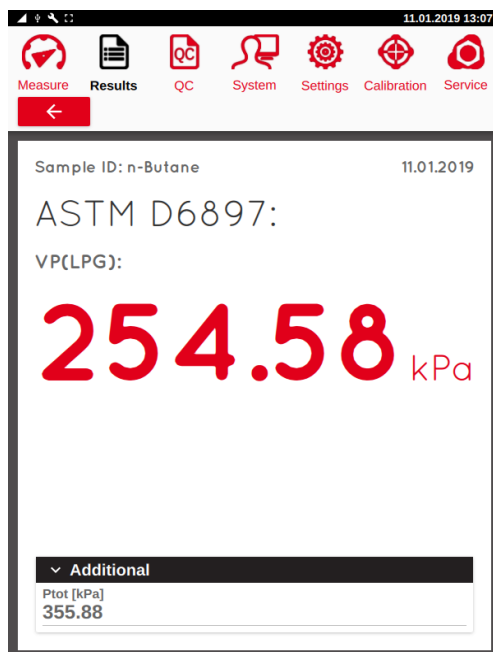 11.01.2019 13:07
Measure Results QC System Settings Calibration Service
Sample ID: n-Butane 11.01.2019
ASTM D6897:
VP(LPG):
254.58 kPa
Additional
Ptot [kPa]
355.88